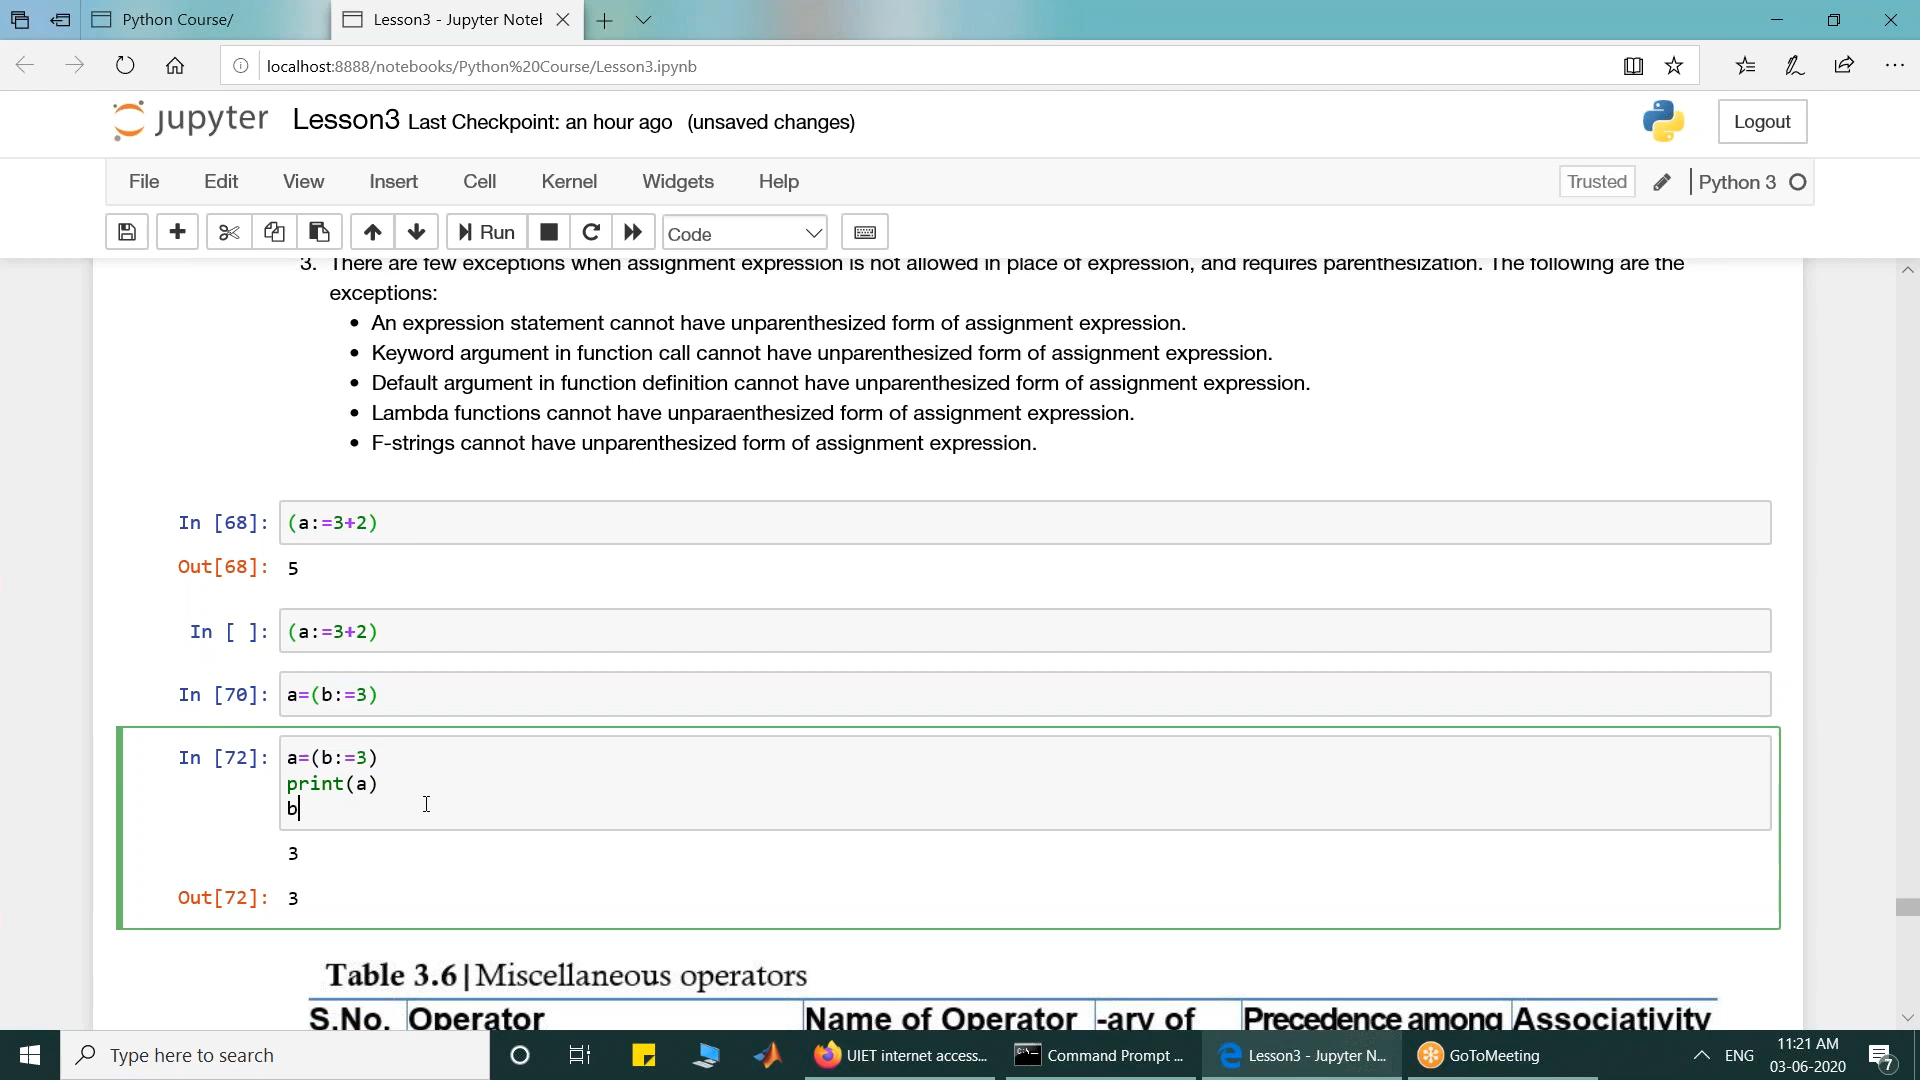 Python Course/
Lesson3 - Jupyter Notel
localhost:8888/notebooks/Python%20Course/Lesson3.ipynb
jupyter Lesson3 Last Checkpoint: an hour ago (unsaved changes)
Logout
File Edit View Insert Cell Kernel Widgets Help
Trusted Python 3
Run Code
3. There are few exceptions when assignment expression is not allowed in place of expression, and requires parenthesization. The following are the
exceptions:
• An expression statement cannot have unparenthesized form of assignment expression.
• Keyword argument in function call cannot have unparenthesized form of assignment expression.
• Default argument in function definition cannot have unparenthesized form of assignment expression.
• Lambda functions cannot have unparaenthesized form of assignment expression.
• F-strings cannot have unparenthesized form of assignment expression.
In [68]: (a:=3+2)
Out[68]: 5
In [ ]: (a:=3+2)
In [70]: a=(b:=3)
In [72]: a=(b:=3)
print(a)
b
3
Out[72]: 3
Table 3.6|Miscellaneous operators
S.No. Operator Name of Operator -ary of Precedence among Associativity
Type here to search
UIET internet access...
Command Prompt ...
Lesson3 - Jupyter N...
GoToMeeting
ENG
11:21 AM
03-06-2020
7